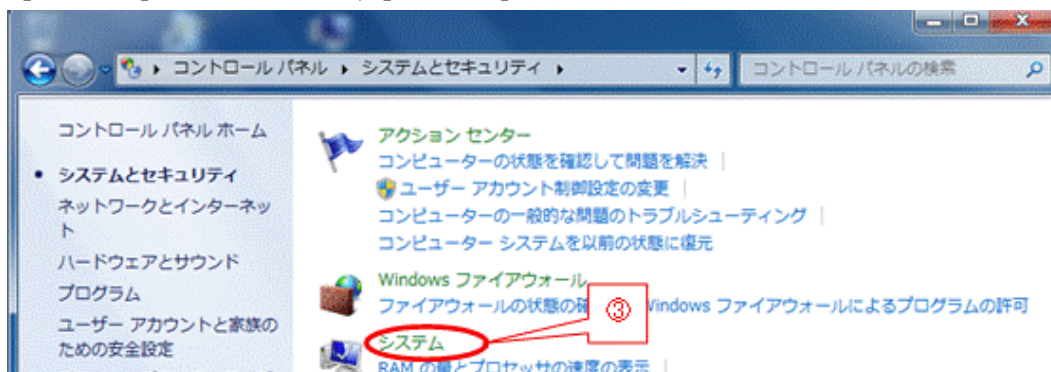 コントロール パネル ▸ システムとセキュリティ ▸
コントロール パネルの検索
コントロール パネル ホーム
• システムとセキュリティ
ネットワークとインターネッ
ト
ハードウェアとサウンド
プログラム
ユーザー アカウントと家族の
ための安全設定
アクション センター
コンピューターの状態を確認して問題を解決
ユーザー アカウント制御設定の変更
コンピューターの一般的な問題のトラブルシューティング
コンピューター システムを以前の状態に復元
Windows ファイアウォール
ファイアウォールの状態の確 Windows ファイアウォールによるプログラムの許可
③
システム
RAM の量とプロセッサの速度の表示